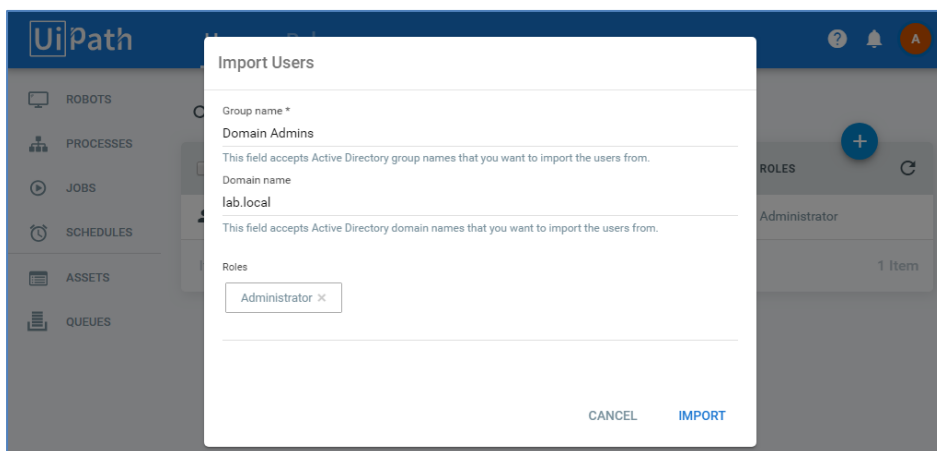 UiPath
A
Import Users
ROBOTS
Group name *
Domain Admins
PROCESSES
This field accepts Active Directory group names that you want to import the users from.
Domain name
ROLES
JOBS
lab.local
This field accepts Active Directory domain names that you want to import the users from.
Administrator
SCHEDULES
Roles
1 Item
ASSETS
Administrator ×
QUEUES
CANCEL
IMPORT